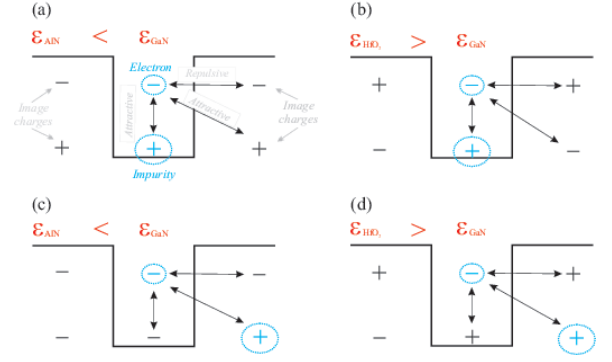 (a)
ε AlN < ε GaN
Electron
Repulsive
Attractive
Attractive
Image charges
Image charges
Impurity
− − −
+ + +
(b)
ε HfO₂ > ε GaN
+ − +
− + −
(c)
ε AlN < ε GaN
− − −
− − +
(d)
ε HfO₂ > ε GaN
+ − +
− + +